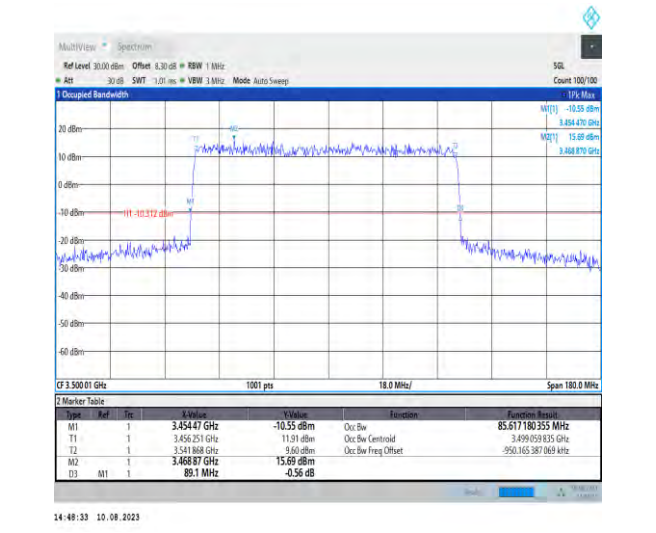 MultiView Spectrum
Ref Level 30.00 dBm Offset 8.30 dB RBW 1 MHz SGL
Att 30 dB SWT 1.01 ms VBW 3 MHz Mode Auto Sweep Count 100/100
1 Occupied Bandwidth 1Pk Max
M1[1] -10.55 dBm
3.454 470 GHz
20 dBm M2 M2[1] 15.69 dBm
T1 3.468 870 GHz
10 dBm
0 dBm
M1
-10 dBm H1 -10.312 dBm D3
-20 dBm
-30 dBm
-40 dBm
-50 dBm
-60 dBm
CF 3.500 01 GHz 1001 pts 18.0 MHz/ Span 180.0 MHz
2 Marker Table
Type Ref Trc X-Value Y-Value Function Function Result
M1 1 3.454 47 GHz -10.55 dBm Occ Bw 85.617 180 355 MHz
T1 1 3.456 251 GHz 11.91 dBm Occ Bw Centroid 3.499 059 835 GHz
T2 1 3.541 868 GHz 9.60 dBm Occ Bw Freq Offset -950.165 387 069 kHz
M2 1 3.468 87 GHz 15.69 dBm
D3 M1 1 89.1 MHz -0.56 dB
14:48:33 10.08.2023